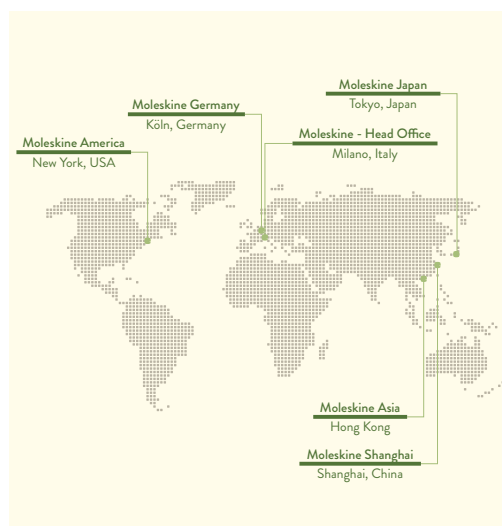 Moleskine Japan
Tokyo, Japan
Moleskine Germany
Köln, Germany
Moleskine - Head Office
Milano, Italy
Moleskine America
New York, USA
Moleskine Asia
Hong Kong
Moleskine Shanghai
Shanghai, China